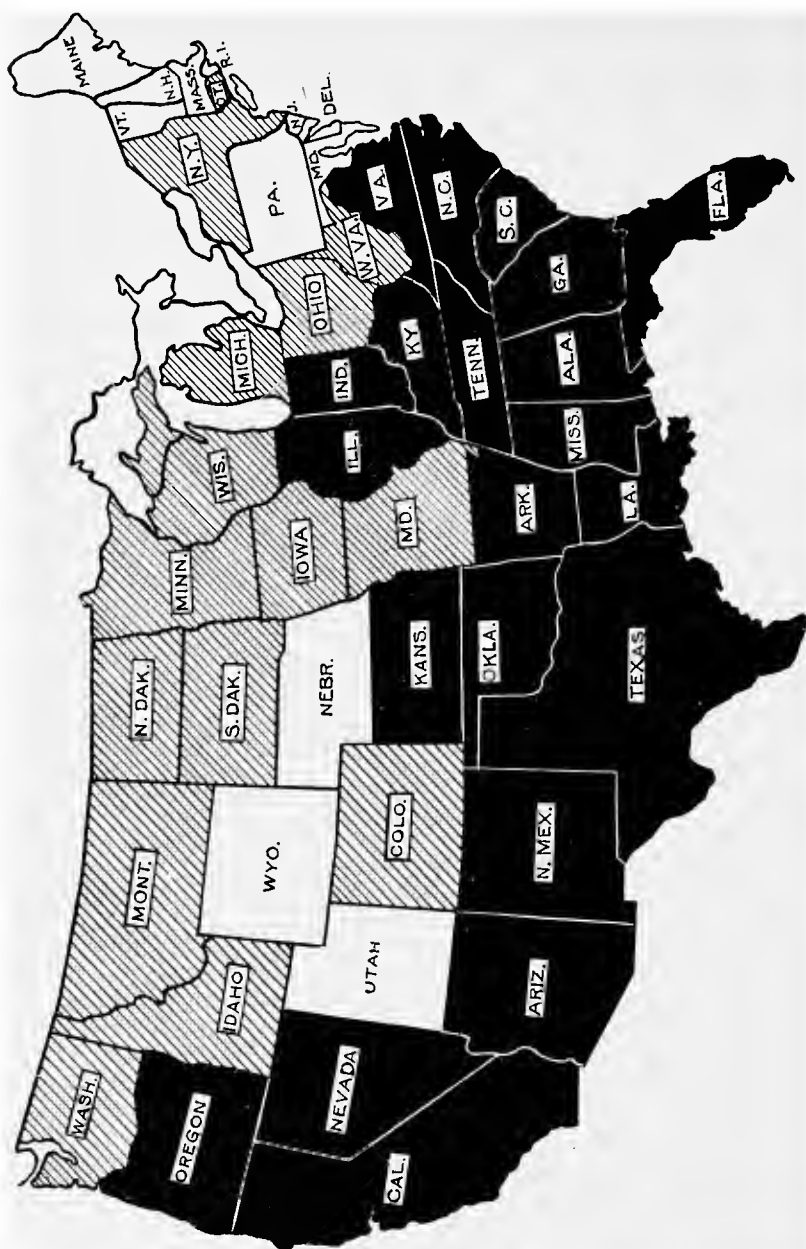 WASH.
OREGON
CAL.
NEVADA
IDAHO
MONT.
WYO.
UTAH
ARIZ.
COLO.
N. MEX.
N. DAK.
S. DAK.
NEBR.
KANS.
OKLA.
TEXAS
MINN.
IOWA
MD.
ARK.
LA.
WIS.
ILL.
MICH.
IND.
OHIO
KY
TENN.
MISS.
ALA.
GA.
FLA.
S.C.
N.C.
VA.
W.VA.
MD.
DEL.
N.J.
PA.
N.Y.
VT.
N.H.
MAINE
MASS.
R.I.